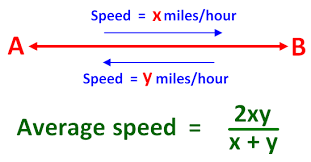 Speed = x miles/hour
A B
Speed = y miles/hour
Average speed = 2xy
x + y